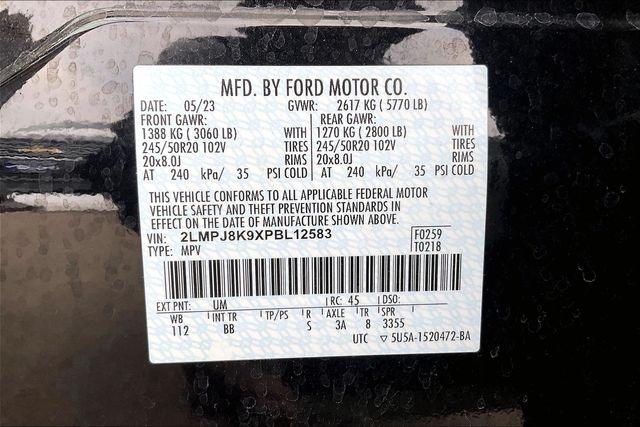 MFD. BY FORD MOTOR CO.
DATE: 05/23 GVWR: 2617 KG ( 5770 LB)
FRONT GAWR: REAR GAWR:
1388 KG ( 3060 LB) WITH 1270 KG ( 2800 LB) WITH
245/50R20 102V TIRES 245/50R20 102V TIRES
20x8.0J RIMS 20x8.0J RIMS
AT 240 kPa/ 35 PSI COLD AT 240 kPa/ 35 PSI COLD
THIS VEHICLE CONFORMS TO ALL APPLICABLE FEDERAL MOTOR
VEHICLE SAFETY AND THEFT PREVENTION STANDARDS IN
EFFECT ON THE DATE OF MANUFACTURE SHOWN ABOVE.
VIN: 2LMPJ8K9XPBL12583 F0259
TYPE: MPV T0218
EXT PNT: UM RC: 45 DSO:
WB INT TR TP/PS R AXLE TR SPR
112 BB S 3A 8 3355
UTC ▽ 5U5A-1520472-BA